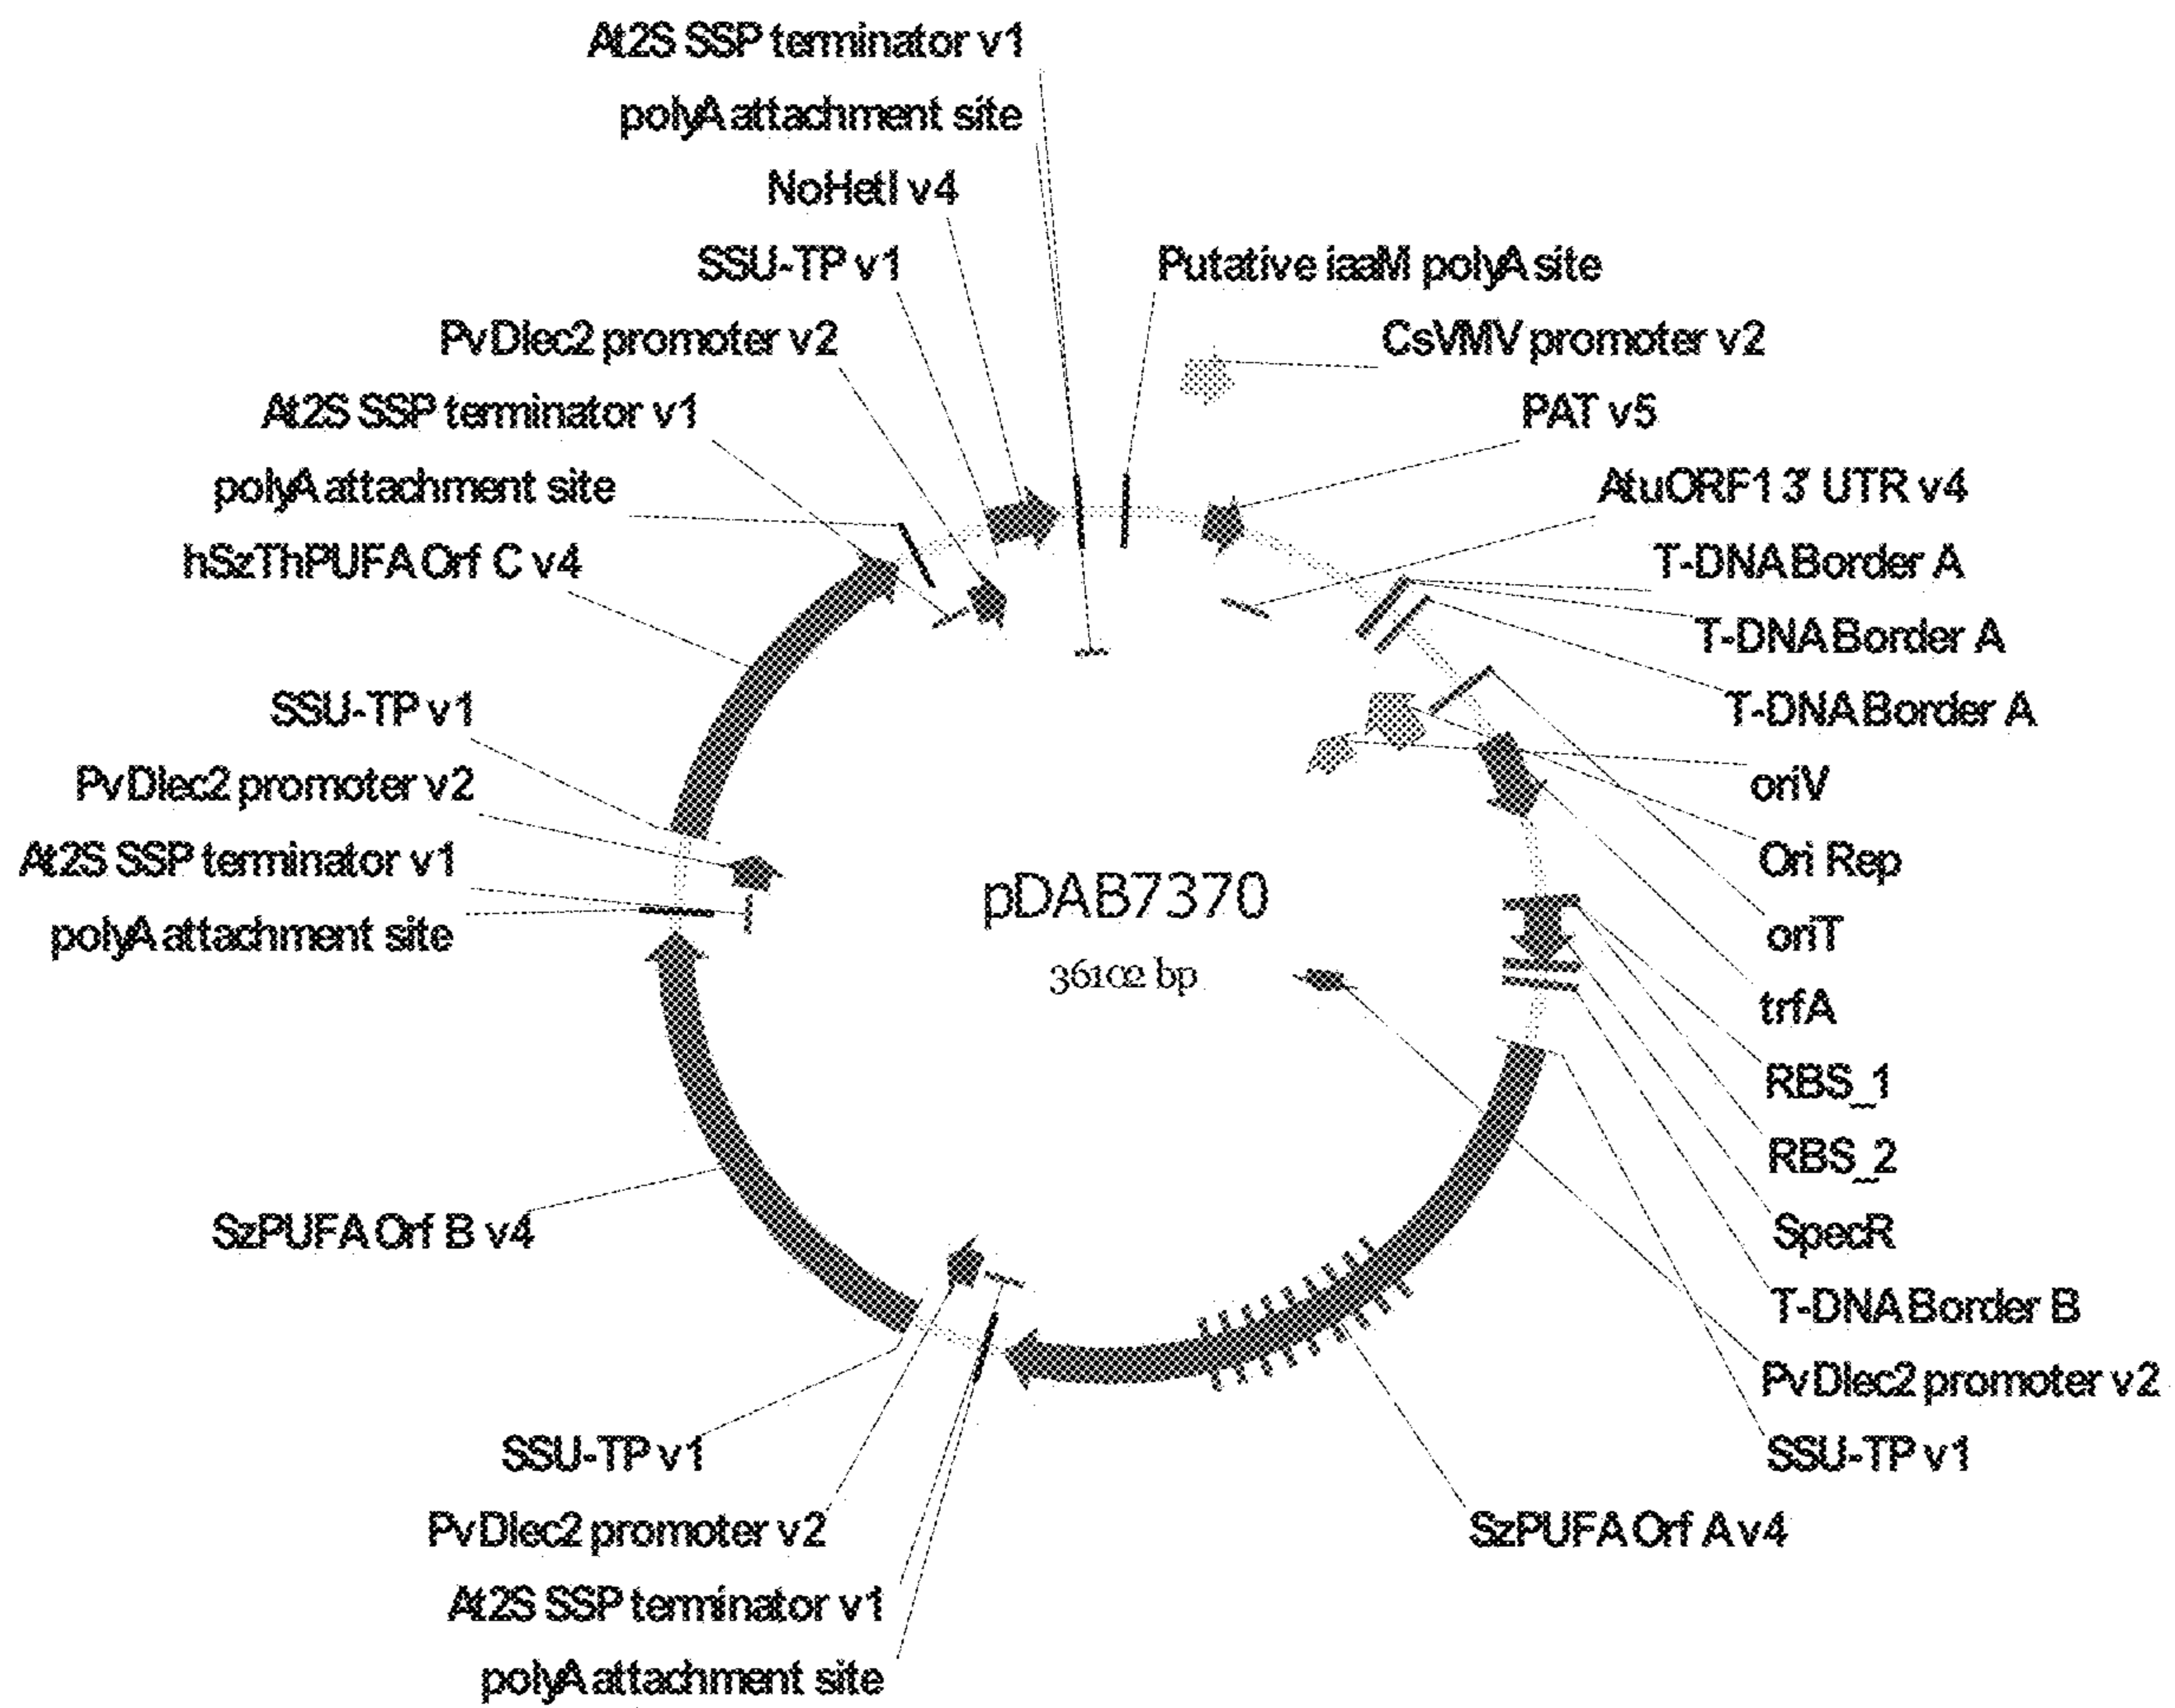 At2S SSP terminator v1
polyA attachment site
NoHetI v4
SSU-TP v1
Putative iaaM polyA site
PvDlec2 promoter v2
CsVMV promoter v2
At2S SSP terminator v1
PAT v5
polyA attachment site
AtuORF1 3' UTR v4
hSzThPUFA Orf C v4
T-DNA Border A
T-DNA Border A
SSU-TP v1
T-DNA Border A
PvDlec2 promoter v2
oriV
At2S SSP terminator v1
Ori Rep
polyA attachment site
oriT
pDAB7370
36102 bp
trfA
RBS_1
RBS_2
SzPUFA Orf B v4
SpecR
T-DNA Border B
PvDlec2 promoter v2
SSU-TP v1
SSU-TP v1
PvDlec2 promoter v2
SzPUFA Orf A v4
At2S SSP terminator v1
polyA attachment site